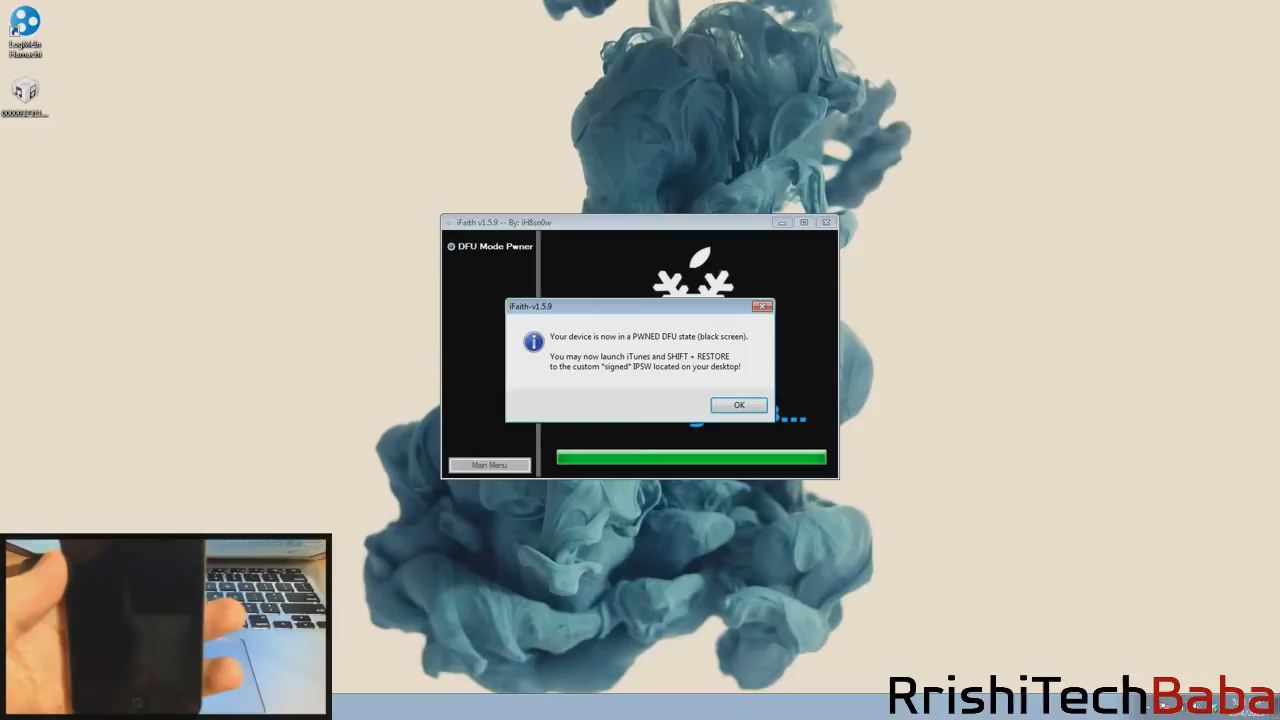 LogMeIn
Hamachi
iFaith v1.5.9 -- By: iH8sn0w
DFU Mode Pwner
iFaith-v1.5.9
Your device is now in a PWNED DFU state (black screen).
You may now launch iTunes and SHIFT + RESTORE
to the custom "signed" IPSW located on your desktop!
OK
Main Menu
RrishiTechBaba